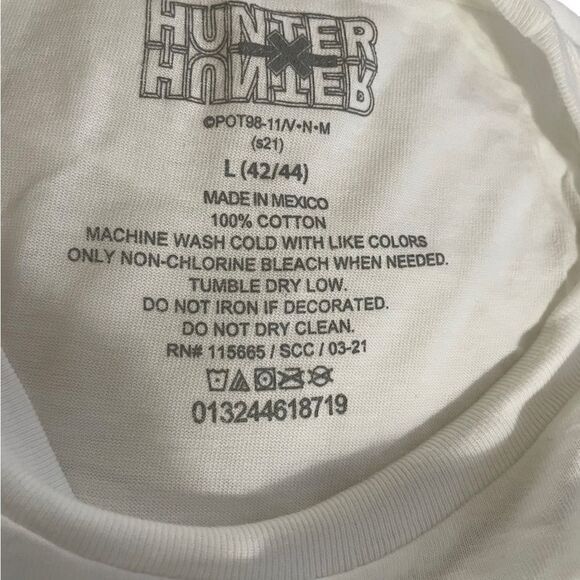 HUNTER
X
HUNTER
©POT98-11/V•N•M
(s21)
L (42/44)
MADE IN MEXICO
100% COTTON
MACHINE WASH COLD WITH LIKE COLORS
ONLY NON-CHLORINE BLEACH WHEN NEEDED.
TUMBLE DRY LOW.
DO NOT IRON IF DECORATED.
DO NOT DRY CLEAN.
RN# 115665 / SCC / 03-21
013244618719